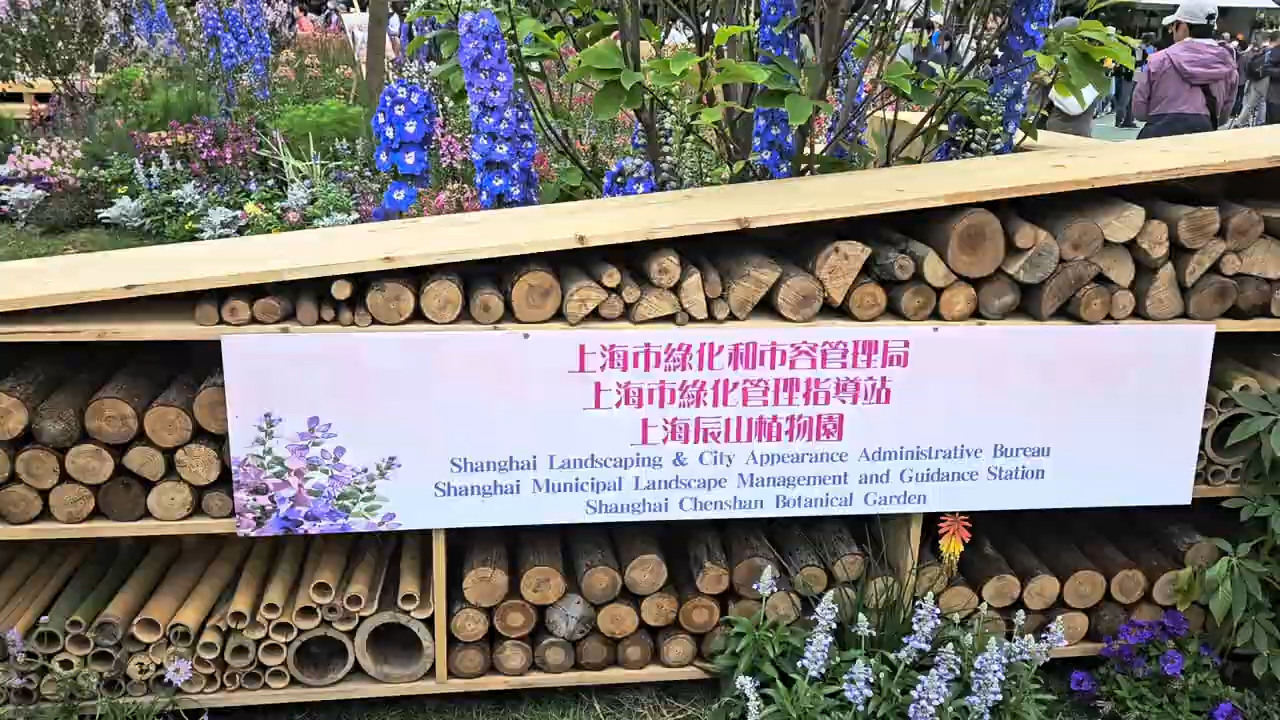 上海市綠化和市容管理局
上海市綠化管理指導站
上海辰山植物園
Shanghai Landscaping & City Appearance Administrative Bureau
Shanghai Municipal Landscape Management and Guidance Station
Shanghai Chenshan Botanical Garden